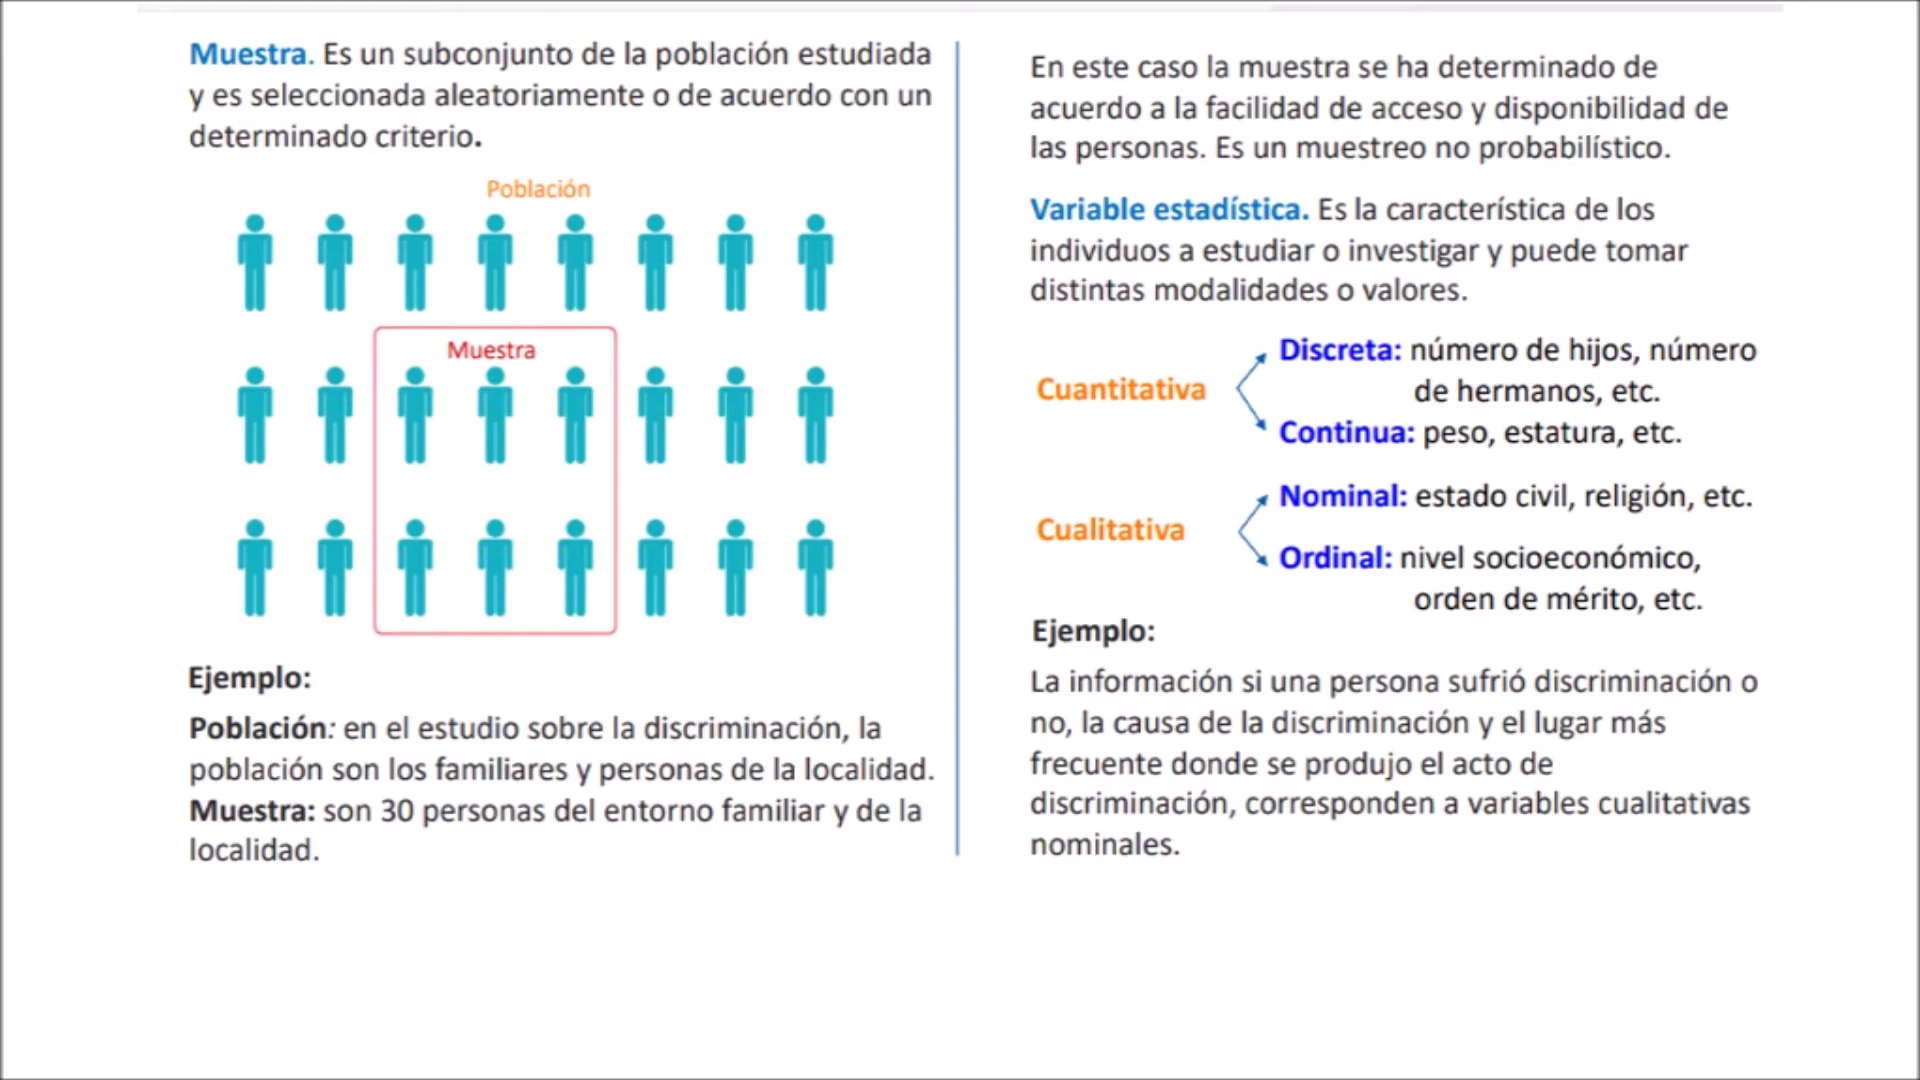 Muestra. Es un subconjunto de la población estudiada
y es seleccionada aleatoriamente o de acuerdo con un
determinado criterio.
Población
Muestra
Ejemplo:
Población: en el estudio sobre la discriminación, la
población son los familiares y personas de la localidad.
Muestra: son 30 personas del entorno familiar y de la
localidad.
En este caso la muestra se ha determinado de
acuerdo a la facilidad de acceso y disponibilidad de
las personas. Es un muestreo no probabilístico.
Variable estadística. Es la característica de los
individuos a estudiar o investigar y puede tomar
distintas modalidades o valores.
Cuantitativa
Discreta: número de hijos, número
de hermanos, etc.
Continua: peso, estatura, etc.
Cualitativa
Nominal: estado civil, religión, etc.
Ordinal: nivel socioeconómico,
orden de mérito, etc.
Ejemplo:
La información si una persona sufrió discriminación o
no, la causa de la discriminación y el lugar más
frecuente donde se produjo el acto de
discriminación, corresponden a variables cualitativas
nominales.